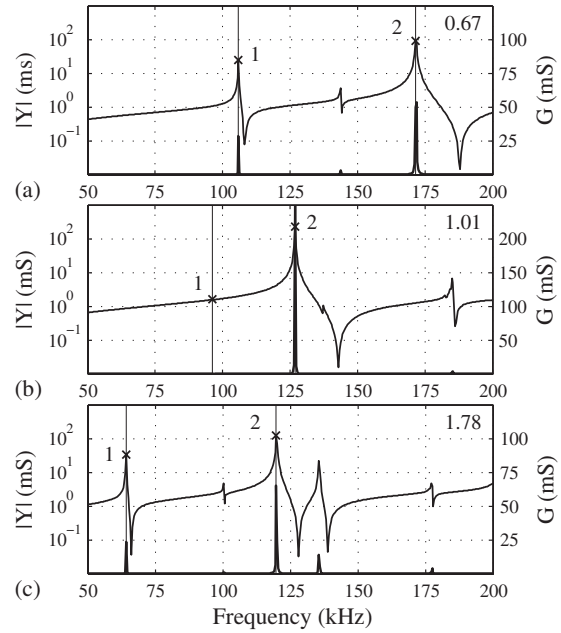 10² 0.67 100
2
10¹ 1 75
10⁰ 50
10⁻¹ 25
|Y| (ms)
G (mS)
(a)
50 75 100 125 150 175 200
10² 2 1.01 200
10¹ 150
10⁰ 1 100
10⁻¹ 50
|Y| (mS)
G (mS)
(b)
50 75 100 125 150 175 200
10² 2 1.78 100
10¹ 1 75
10⁰ 50
10⁻¹ 25
|Y| (mS)
G (mS)
(c)
50 75 100 125 150 175 200
Frequency (kHz)